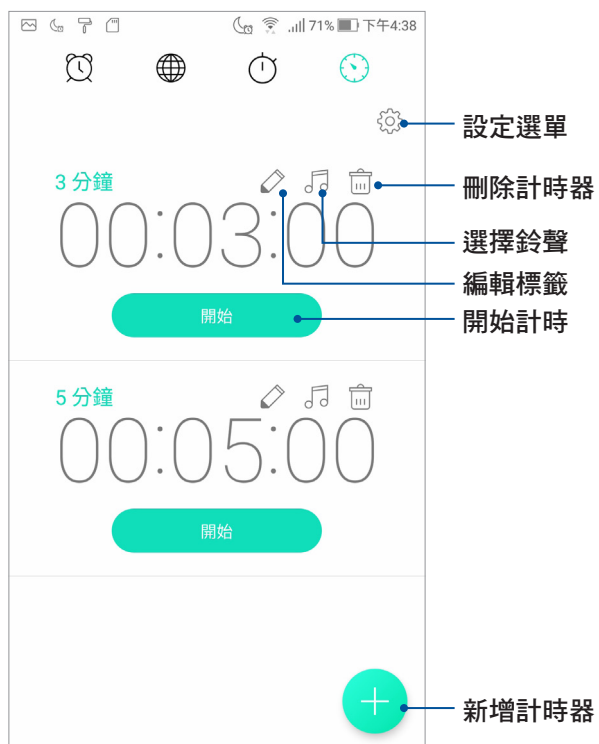 71% 下午4:38
設定選單
3 分鐘
刪除計時器
00:03:00
選擇鈴聲
編輯標籤
開始
開始計時
5 分鐘
00:05:00
開始
新增計時器